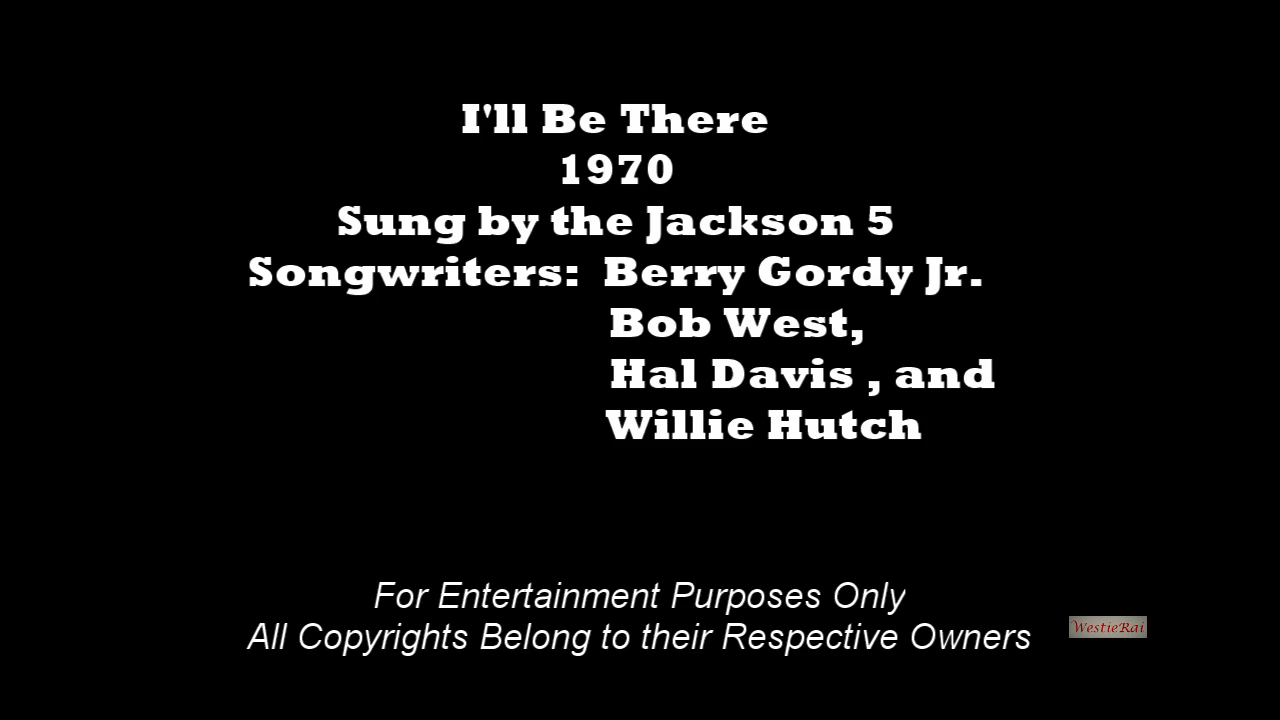 I'll Be There
1970
Sung by the Jackson 5
Songwriters: Berry Gordy Jr.
Bob West,
Hal Davis , and
Willie Hutch
For Entertainment Purposes Only
All Copyrights Belong to their Respective Owners
WestieRai